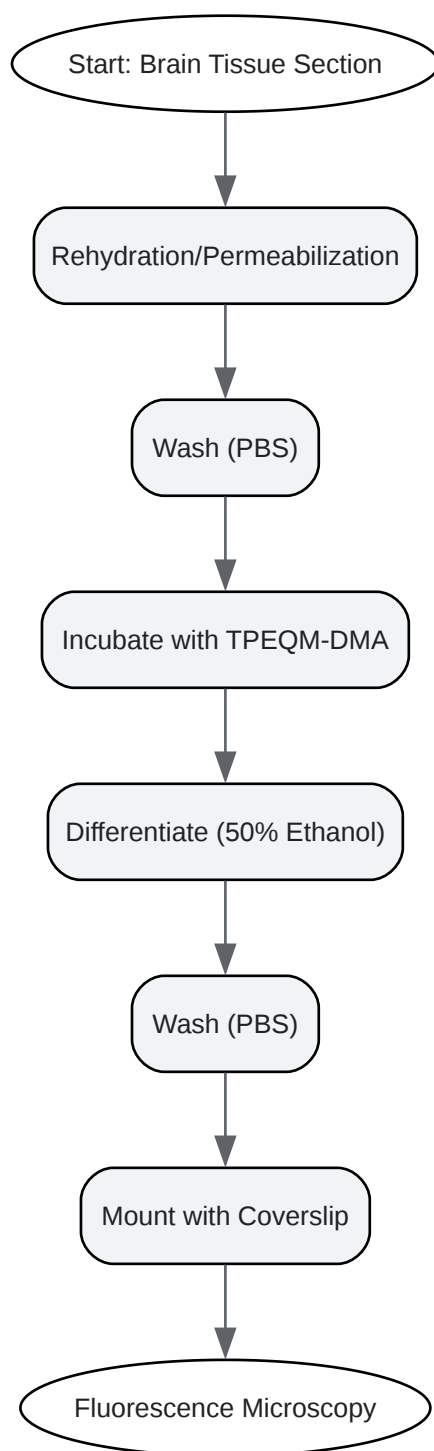 Start: Brain Tissue Section
Rehydration/Permeabilization
Wash (PBS)
Incubate with TPEQM-DMA
Differentiate (50% Ethanol)
Wash (PBS)
Mount with Coverslip
Fluorescence Microscopy